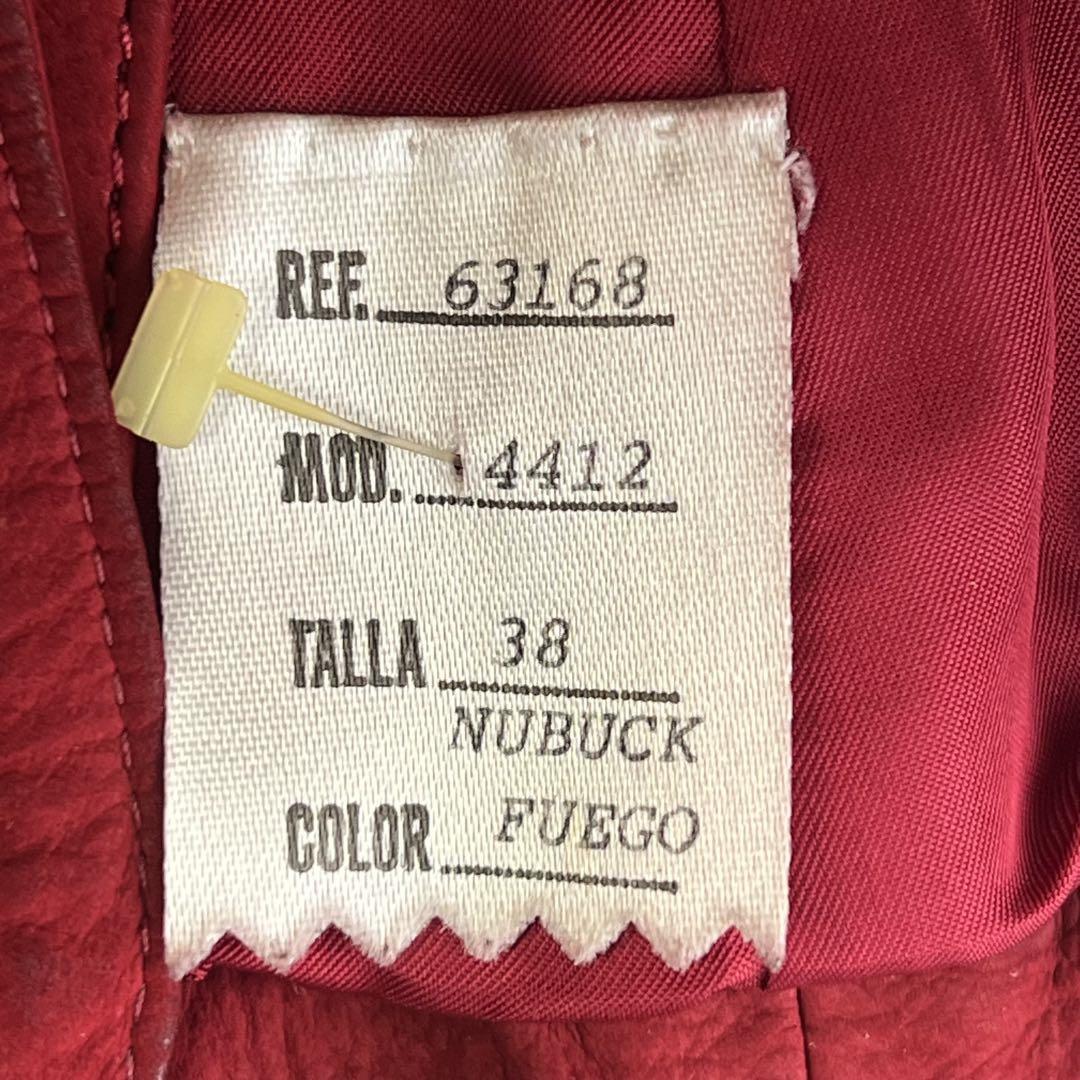 REF. 63168
MOD. 4412
TALLA 38
NUBUCK
COLOR FUEGO